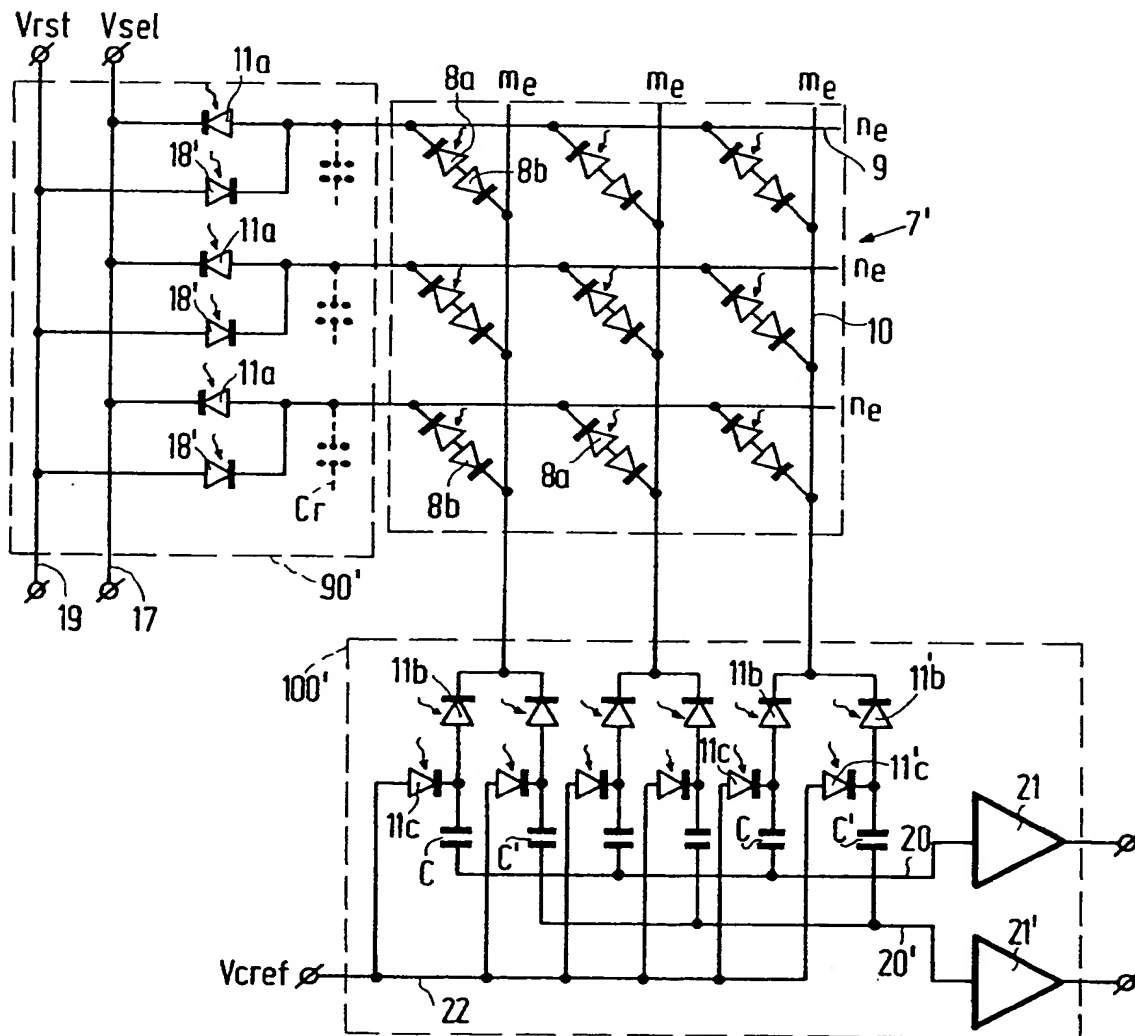 Vrst Vsel
11a 8a me me me
ne
9
18' 8b
7'
11a ne
18' 10
11a ne
18' 8a
8b
Cr
90'
19 17
100' 11b 11b 11'b
11c 11c 11'c 21
C C' C C' 20
20' 21'
Vcref 22